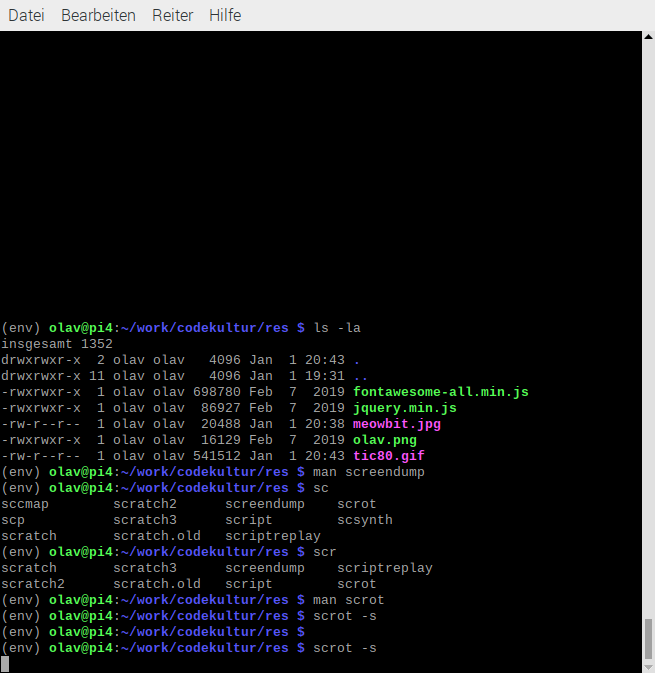 Datei Bearbeiten Reiter Hilfe
(env) olav@pi4:~/work/codekultur/res $ ls -la
insgesamt 1352
drwxrwxr-x  2 olav olav   4096 Jan  1 20:43 .
drwxrwxr-x 11 olav olav   4096 Jan  1 19:31 ..
-rwxrwxr-x  1 olav olav 698780 Feb  7  2019 fontawesome-all.min.js
-rwxrwxr-x  1 olav olav  86927 Feb  7  2019 jquery.min.js
-rw-r--r--  1 olav olav  20488 Jan  1 20:38 meowbit.jpg
-rwxrwxr-x  1 olav olav  16129 Feb  7  2019 olav.png
-rw-r--r--  1 olav olav 541512 Jan  1 20:43 tic80.gif
(env) olav@pi4:~/work/codekultur/res $ man screendump
(env) olav@pi4:~/work/codekultur/res $ sc
sccmap        scratch2      screendump    scrot
scp           scratch3      script        scsynth
scratch       scratch.old   scriptreplay
(env) olav@pi4:~/work/codekultur/res $ scr
scratch       scratch3      screendump    scriptreplay
scratch2      scratch.old   script        scrot
(env) olav@pi4:~/work/codekultur/res $ man scrot
(env) olav@pi4:~/work/codekultur/res $ scrot -s
(env) olav@pi4:~/work/codekultur/res $
(env) olav@pi4:~/work/codekultur/res $ scrot -s